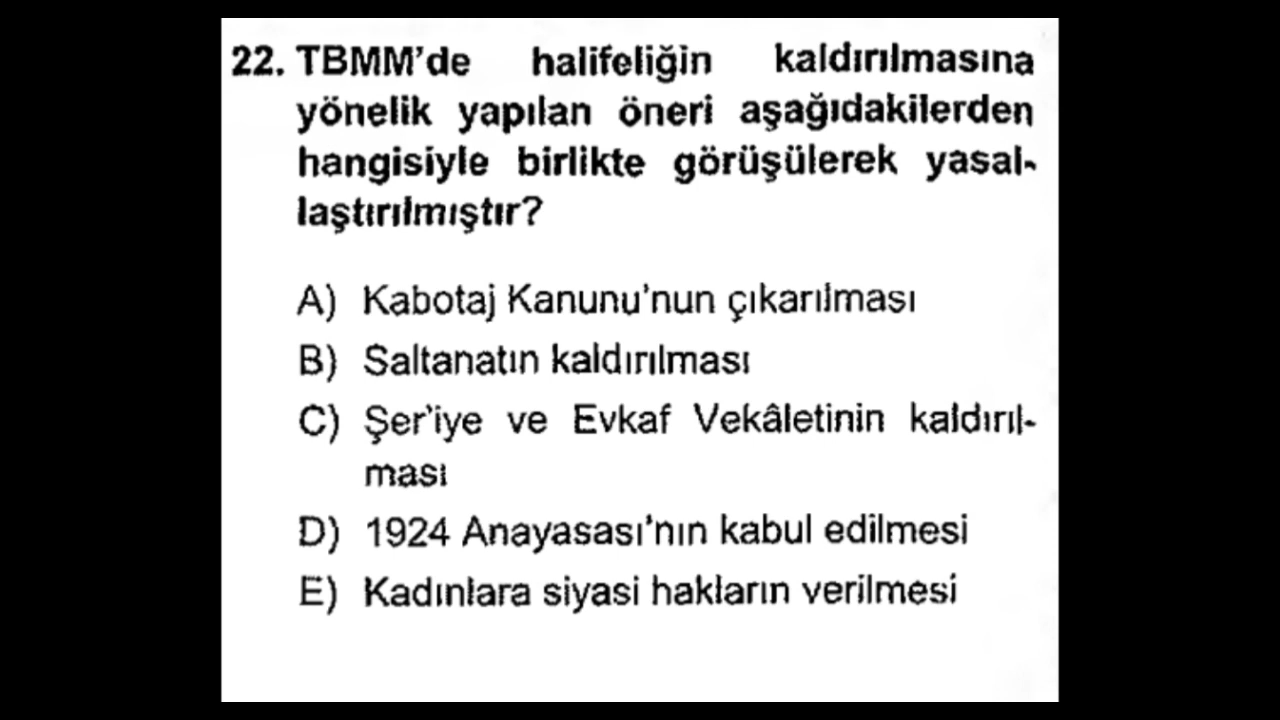 22. TBMM'de halifeliğin kaldırılmasına
yönelik yapılan öneri aşağıdakilerden
hangisiyle birlikte görüşülerek yasal-
laştırılmıştır?
A) Kabotaj Kanunu'nun çıkarılması
B) Saltanatın kaldırılması
C) Şer'iye ve Evkaf Vekâletinin kaldırıl-
ması
D) 1924 Anayasası'nın kabul edilmesi
E) Kadınlara siyasi hakların verilmesi